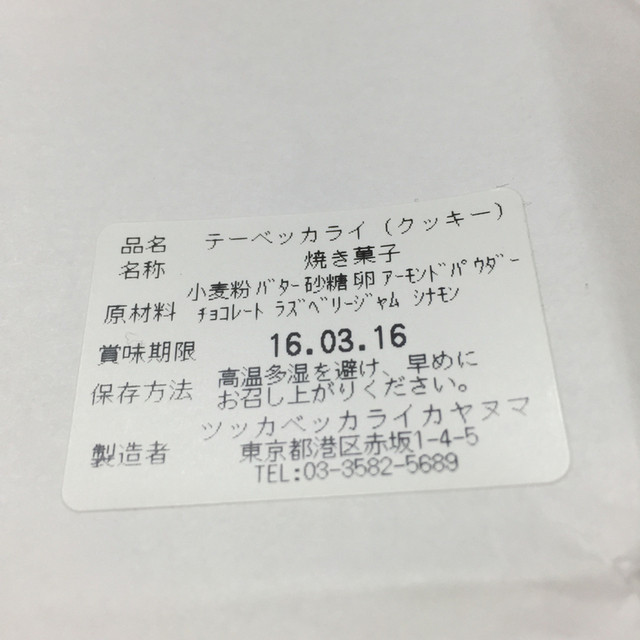 品名 テーベッカライ（クッキー）
名称 焼き菓子
原材料 小麦粉 ﾊﾞﾀｰ 砂糖 卵 ｱｰﾓﾝﾄﾞﾊﾟｳﾀﾞｰ
ﾁｮｺﾚｰﾄ ﾗｽﾞﾍﾞﾘｰｼﾞｬﾑ ｼﾅﾓﾝ
賞味期限 16.03.16
保存方法 高温多湿を避け、早めに
お召し上がりください。
製造者 ツッカベッカライカヤヌマ
東京都港区赤坂1-4-5
TEL:03-3582-5689